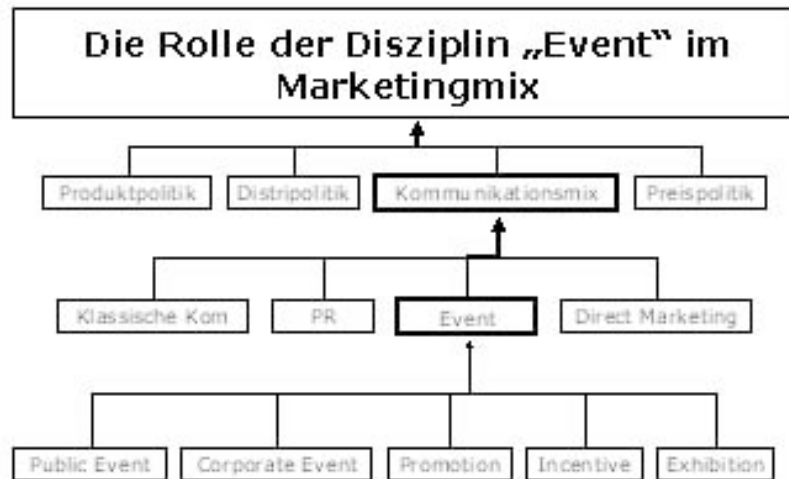 Die Rolle der Disziplin „Event“ im
Marketingmix
Produktpolitik Distripolitik Kommunikationsmix Preispolitik
Klassische Kom PR Event Direct Marketing
Public Event Corporate Event Promotion Incentive Exhibition